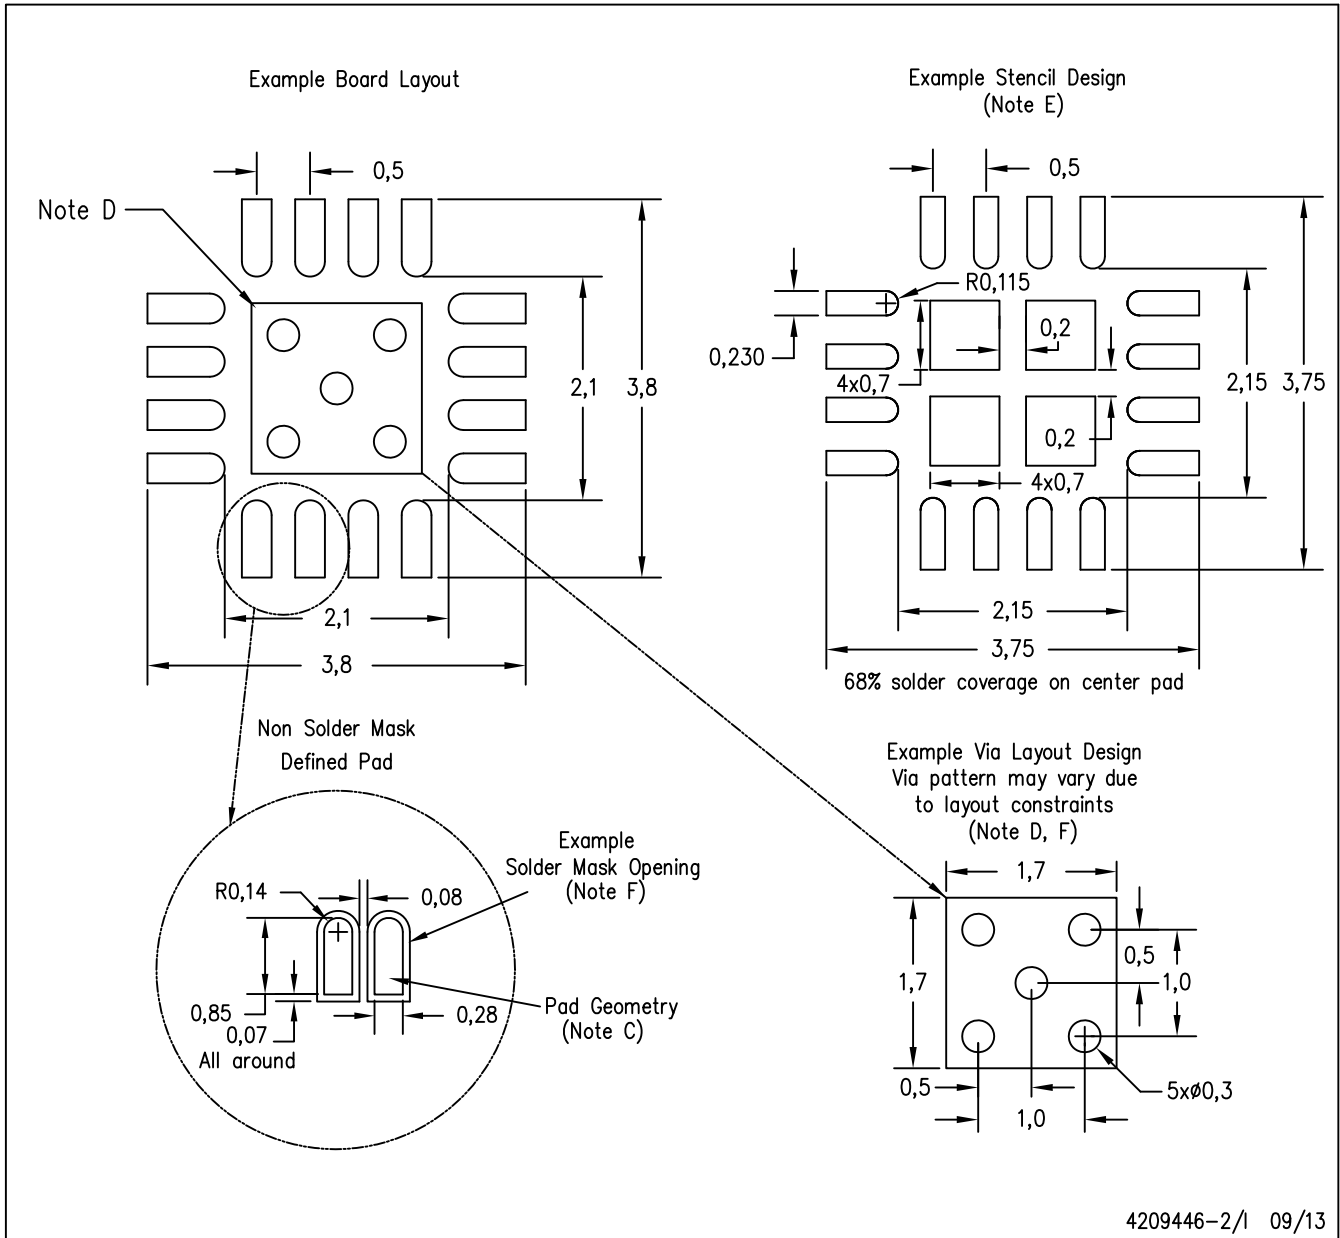 Example Board Layout
0,5
Note D
2,1
3,8
2,1
3,8
Example Stencil Design
(Note E)
0,5
R0,115
0,230
0,2
4x0,7
0,2
4x0,7
2,15
3,75
2,15
3,75
68% solder coverage on center pad
Non Solder Mask
Defined Pad
Example
Solder Mask Opening
(Note F)
R0,14
0,08
0,85
0,07
All around
0,28
Pad Geometry
(Note C)
Example Via Layout Design
Via pattern may vary due
to layout constraints
(Note D, F)
1,7
1,7
0,5
1,0
0,5
1,0
5xø0,3
4209446-2/I 09/13